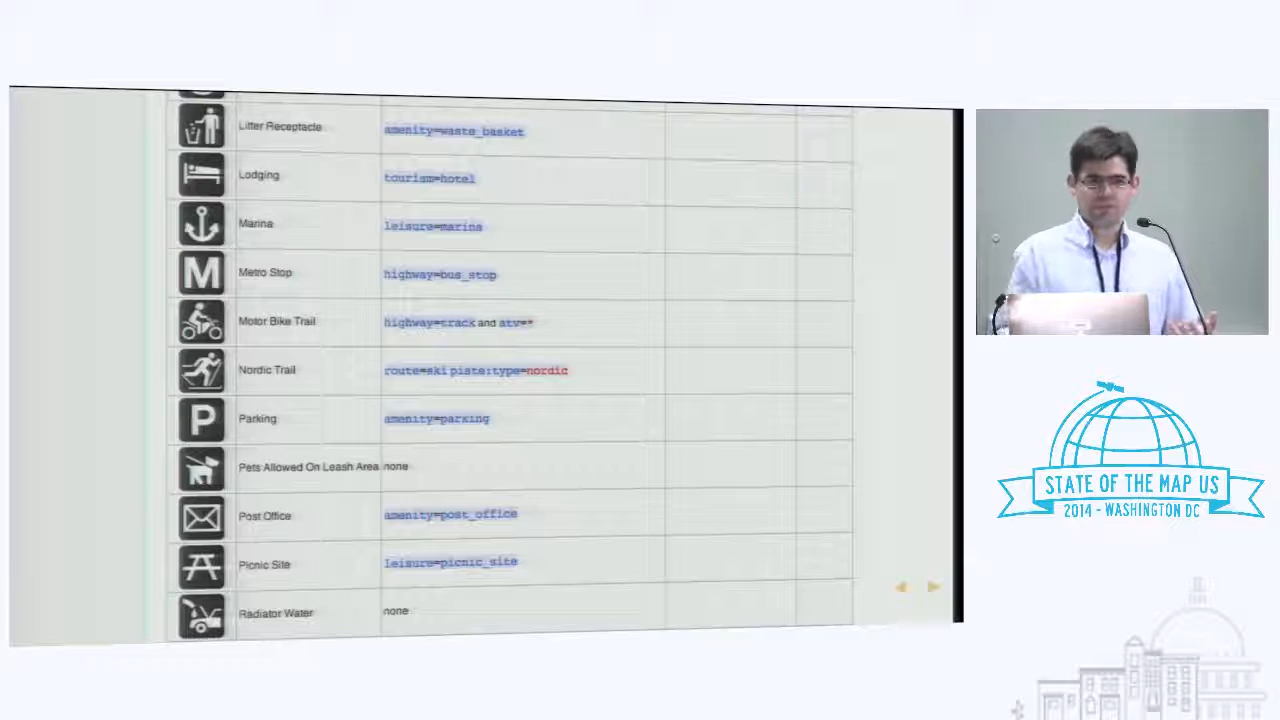 Litter Receptacle amenity=waste_basket
Lodging tourism=hotel
Marina leisure=marina
M Metro Stop highway=bus_stop
Motor Bike Trail highway=track and atv=*
Nordic Trail route=ski piste:type=nordic
P Parking amenity=parking
Pets Allowed On Leash Area none
Post Office amenity=post_office
Picnic Site leisure=picnic_site
Radiator Water none
STATE OF THE MAP US
2014 - WASHINGTON DC